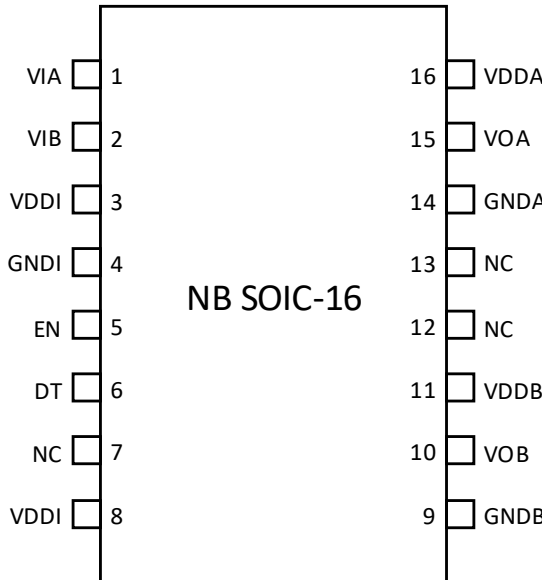 VIA 1 16 VDDA
VIB 2 15 VOA
VDDI 3 14 GNDA
GNDI 4 13 NC
NB SOIC-16
EN 5 12 NC
DT 6 11 VDDB
NC 7 10 VOB
VDDI 8 9 GNDB